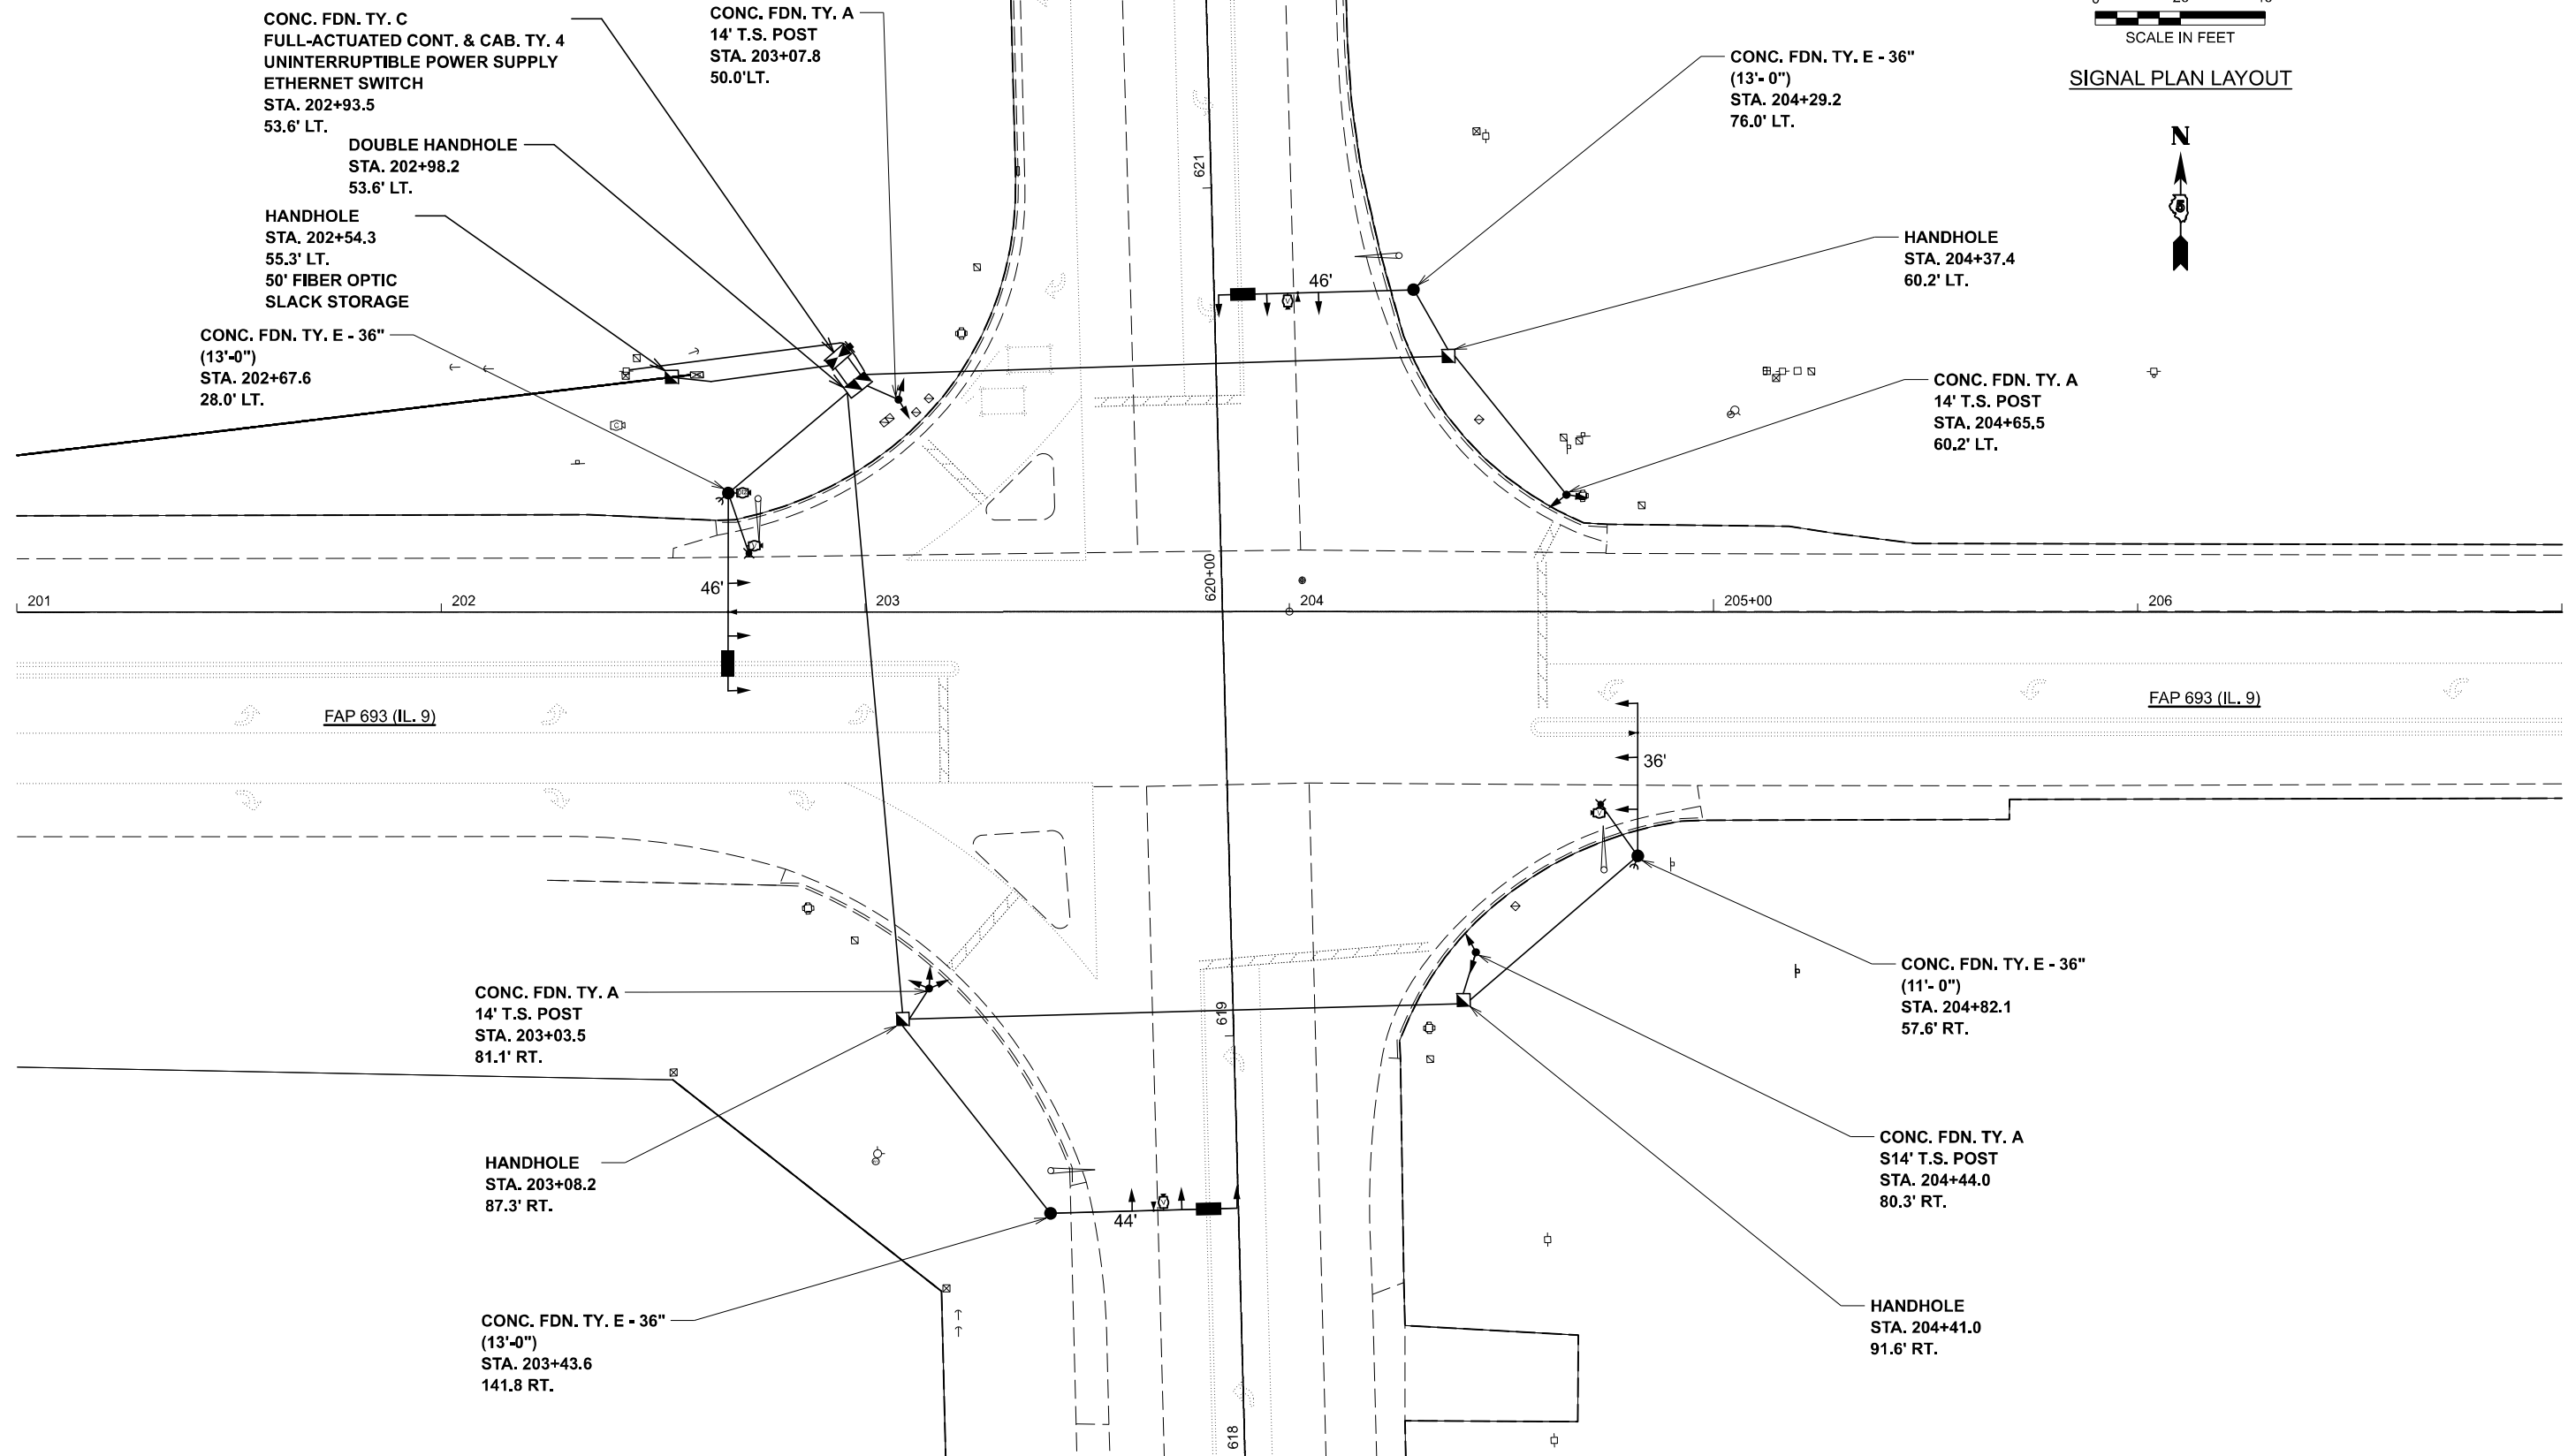 CONC. FDN. TY. C
FULL-ACTUATED CONT. & CAB. TY. 4
UNINTERRUPTIBLE POWER SUPPLY
ETHERNET SWITCH
STA. 202+93.5
53.6' LT.
CONC. FDN. TY. A
14' T.S. POST
STA. 203+07.8
50.0'LT.
DOUBLE HANDHOLE
STA. 202+98.2
53.6' LT.
HANDHOLE
STA. 202+54.3
55.3' LT.
50' FIBER OPTIC
SLACK STORAGE
CONC. FDN. TY. E - 36"
(13'-0")
STA. 202+67.6
28.0' LT.
CONC. FDN. TY. E - 36"
(13'- 0")
STA. 204+29.2
76.0' LT.
SCALE IN FEET
SIGNAL PLAN LAYOUT
N
5
HANDHOLE
STA. 204+37.4
60.2' LT.
CONC. FDN. TY. A
14' T.S. POST
STA. 204+65.5
60.2' LT.
621
46'
620+00
46'
201
202
203
204
205+00
206
FAP 693 (IL. 9)
FAP 693 (IL. 9)
36'
619
44'
618
CONC. FDN. TY. A
14' T.S. POST
STA. 203+03.5
81.1' RT.
HANDHOLE
STA. 203+08.2
87.3' RT.
CONC. FDN. TY. E - 36"
(13'-0")
STA. 203+43.6
141.8 RT.
CONC. FDN. TY. E - 36"
(11'- 0")
STA. 204+82.1
57.6' RT.
CONC. FDN. TY. A
S14' T.S. POST
STA. 204+44.0
80.3' RT.
HANDHOLE
STA. 204+41.0
91.6' RT.